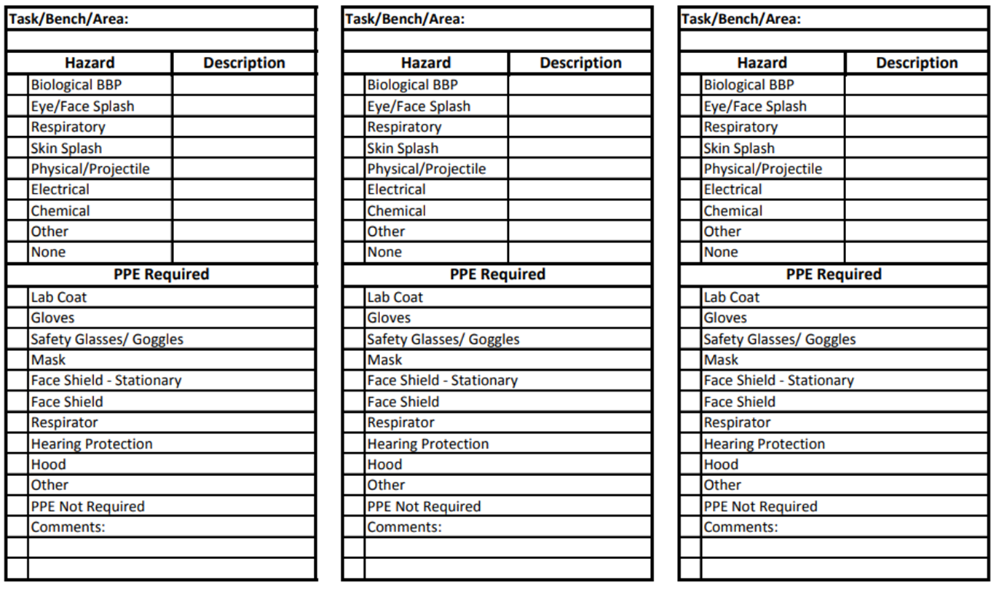 Task/Bench/Area:
Hazard Description
Biological BBP
Eye/Face Splash
Respiratory
Skin Splash
Physical/Projectile
Electrical
Chemical
Other
None
PPE Required
Lab Coat
Gloves
Safety Glasses/ Goggles
Mask
Face Shield - Stationary
Face Shield
Respirator
Hearing Protection
Hood
Other
PPE Not Required
Comments:
Task/Bench/Area:
Hazard Description
Biological BBP
Eye/Face Splash
Respiratory
Skin Splash
Physical/Projectile
Electrical
Chemical
Other
None
PPE Required
Lab Coat
Gloves
Safety Glasses/ Goggles
Mask
Face Shield - Stationary
Face Shield
Respirator
Hearing Protection
Hood
Other
PPE Not Required
Comments:
Task/Bench/Area:
Hazard Description
Biological BBP
Eye/Face Splash
Respiratory
Skin Splash
Physical/Projectile
Electrical
Chemical
Other
None
PPE Required
Lab Coat
Gloves
Safety Glasses/ Goggles
Mask
Face Shield - Stationary
Face Shield
Respirator
Hearing Protection
Hood
Other
PPE Not Required
Comments: